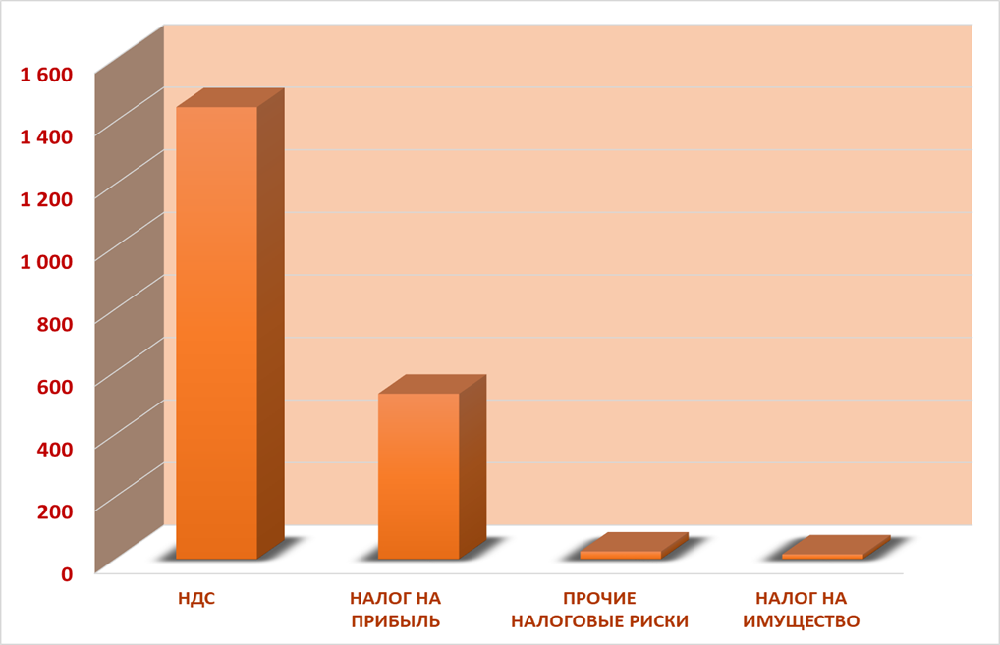 1 600
1 400
1 200
1 000
800
600
400
200
0
НДС
НАЛОГ НА
ПРИБЫЛЬ
ПРОЧИЕ
НАЛОГОВЫЕ РИСКИ
НАЛОГ НА
ИМУЩЕСТВО